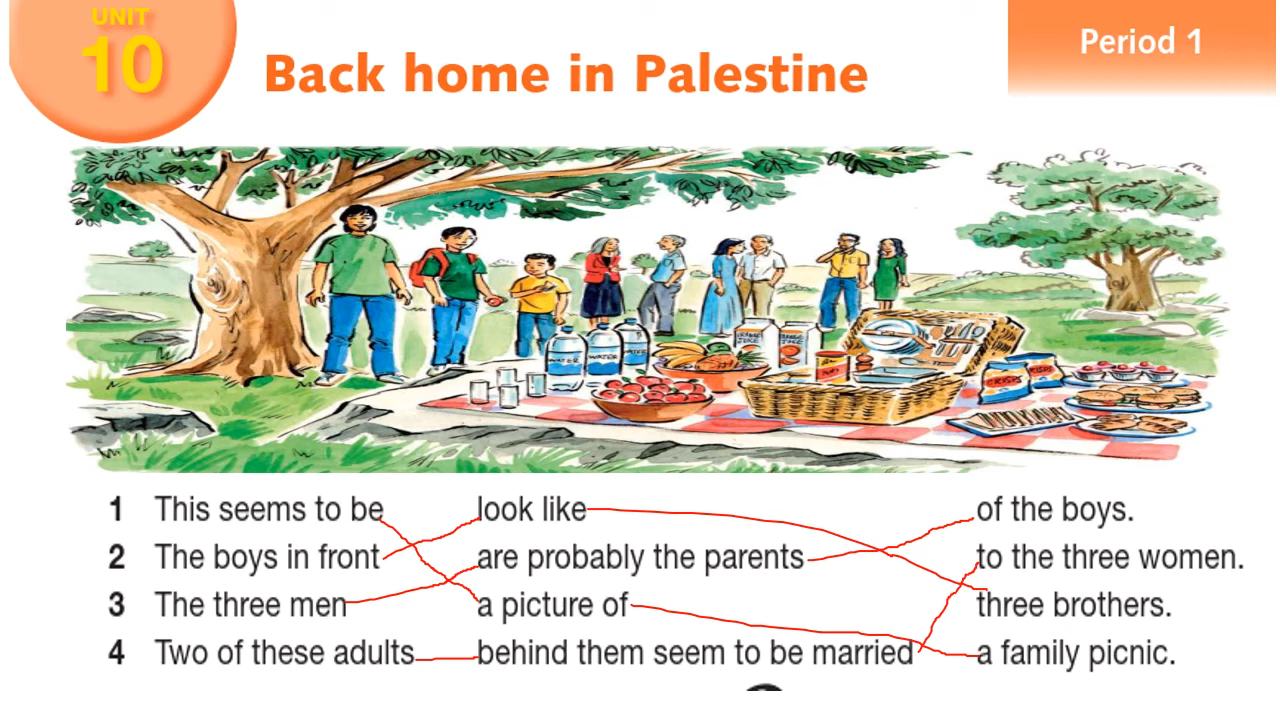 UNIT
10
Period 1
Back home in Palestine
WATER WATER WATER
ORANGE JUICE
CRISPS
1 This seems to be look like of the boys.
2 The boys in front are probably the parents to the three women.
3 The three men a picture of three brothers.
4 Two of these adults behind them seem to be married a family picnic.